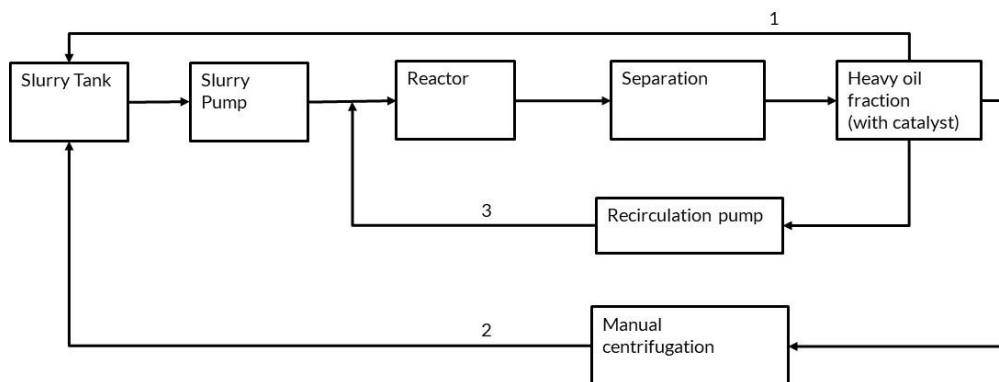 1
Slurry Tank
Slurry
Pump
Reactor
Separation
Heavy oil
fraction
(with catalyst)
3
Recirculation pump
2
Manual
centrifugation